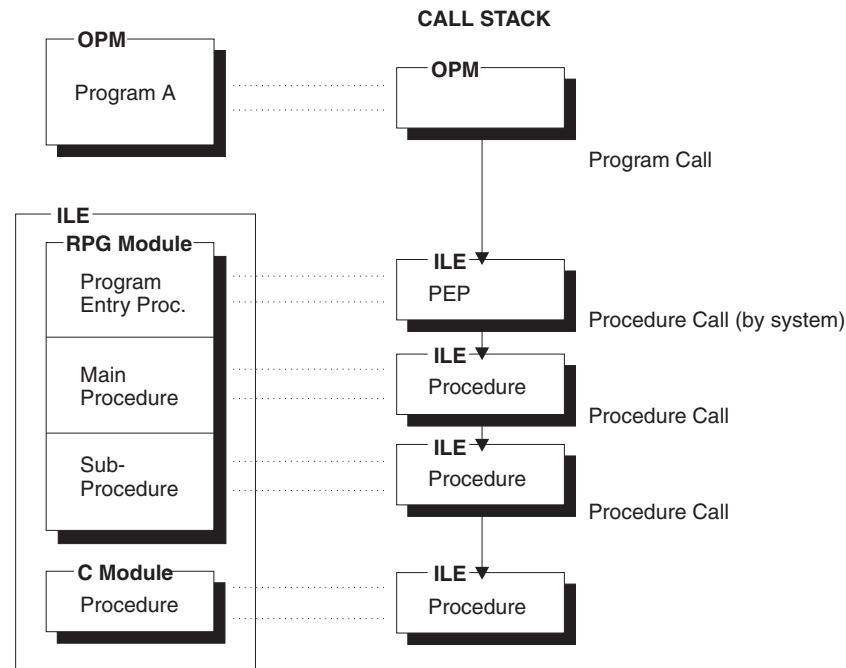 CALL STACK
OPM
Program A
OPM
Program Call
ILE
RPG Module
Program
Entry Proc.
ILE
PEP
Procedure Call (by system)
Main
Procedure
ILE
Procedure
Procedure Call
Sub-
Procedure
ILE
Procedure
Procedure Call
C Module
Procedure
ILE
Procedure